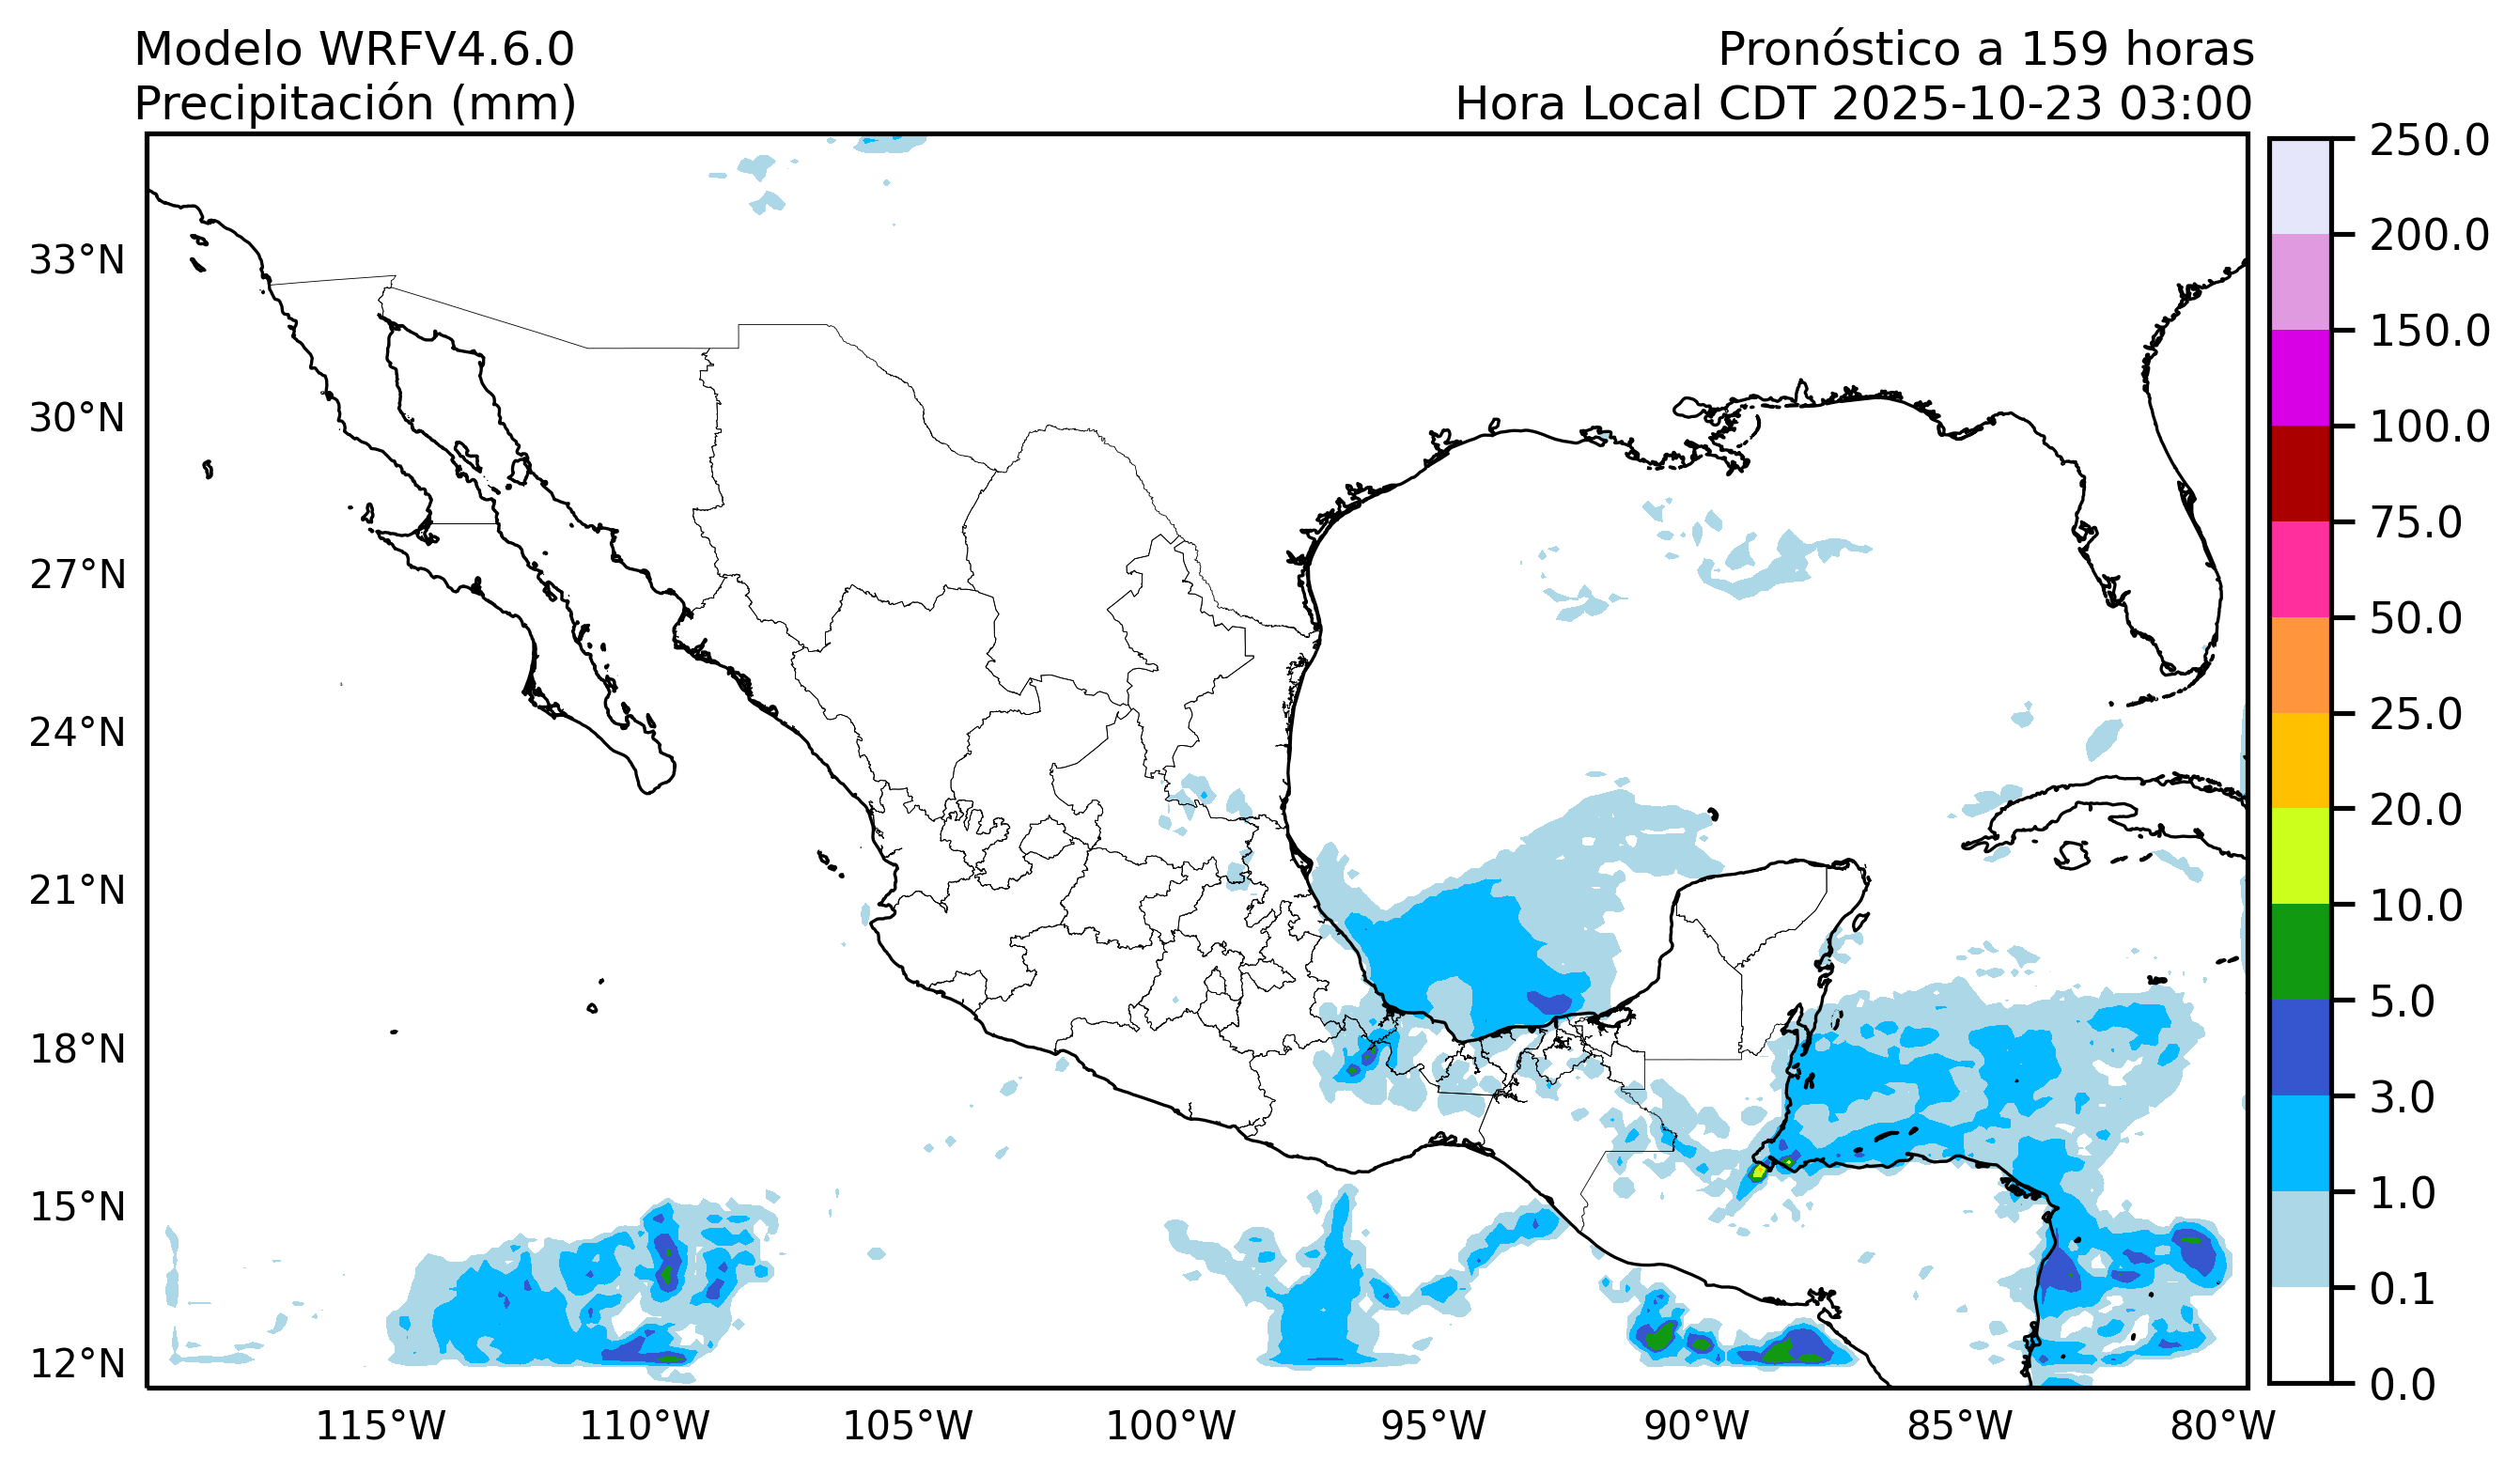 Modelo WRFV4.6.0
Precipitación (mm)
Pronóstico a 159 horas
Hora Local CDT 2025-10-23 03:00
33°N
30°N
27°N
24°N
21°N
18°N
15°N
12°N
115°W
110°W
105°W
100°W
95°W
90°W
85°W
80°W
250.0
200.0
150.0
100.0
75.0
50.0
25.0
20.0
10.0
5.0
3.0
1.0
0.1
0.0